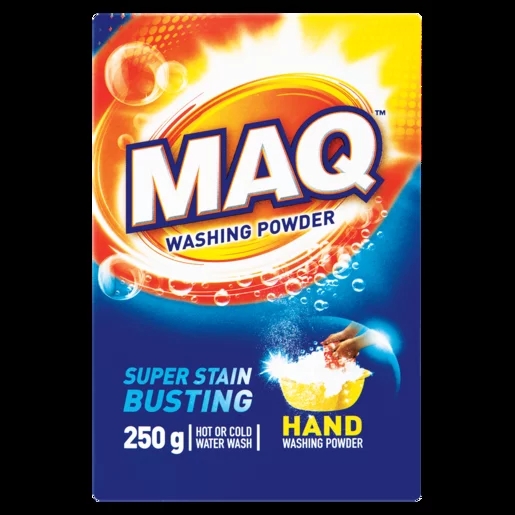 MAQ™
WASHING POWDER
SUPER STAIN
BUSTING
250 g
HOT OR COLD
WATER WASH
HAND
WASHING POWDER